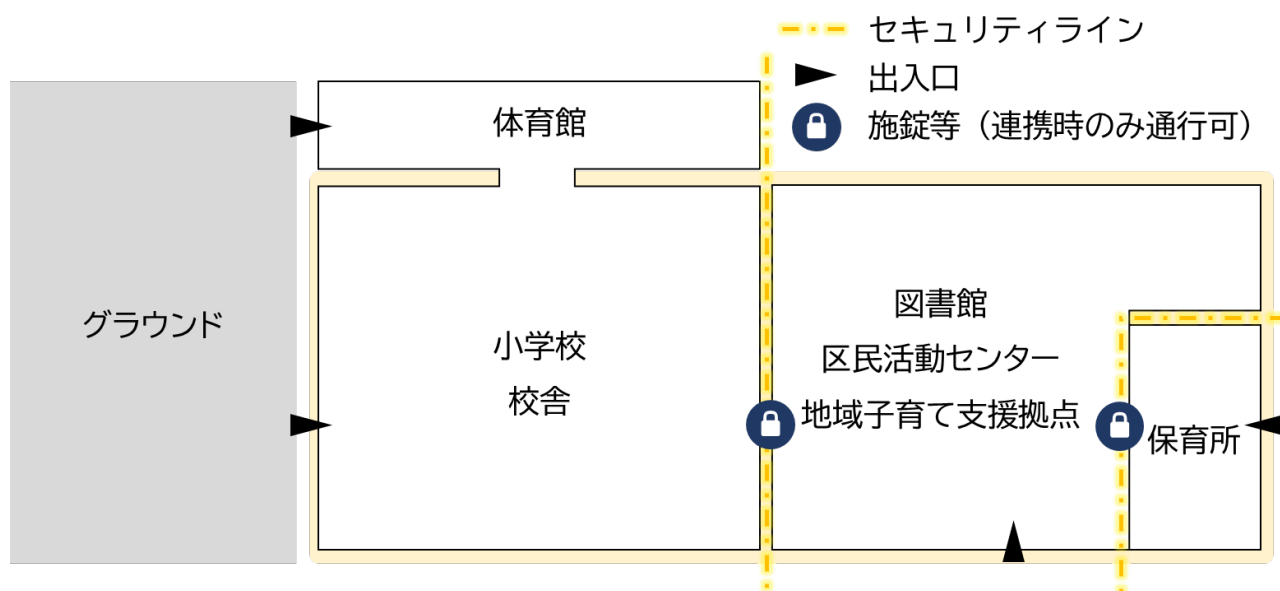 セキュリティライン
出入口
施錠等（連携時のみ通行可）
体育館
グラウンド
小学校
校舎
図書館
区民活動センター
地域子育て支援拠点
保育所